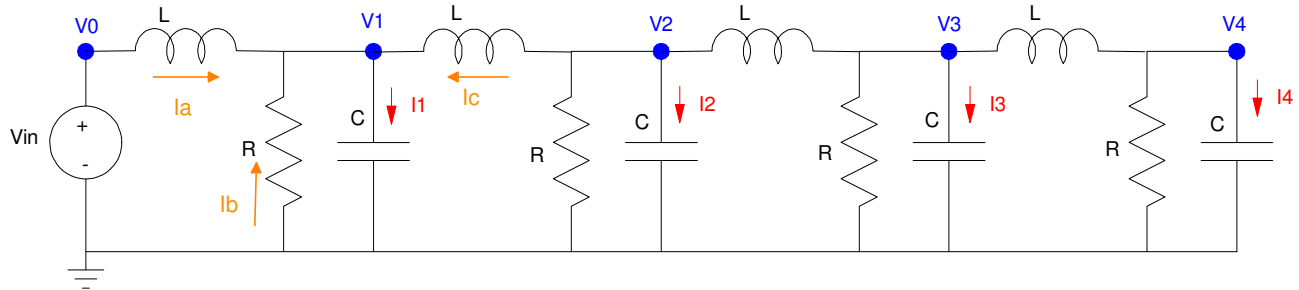 V0 L V1 L V2 L V3 L V4
Ia I1 Ic I2 I3 I4
Vin + - R C R C R C R C
Ib